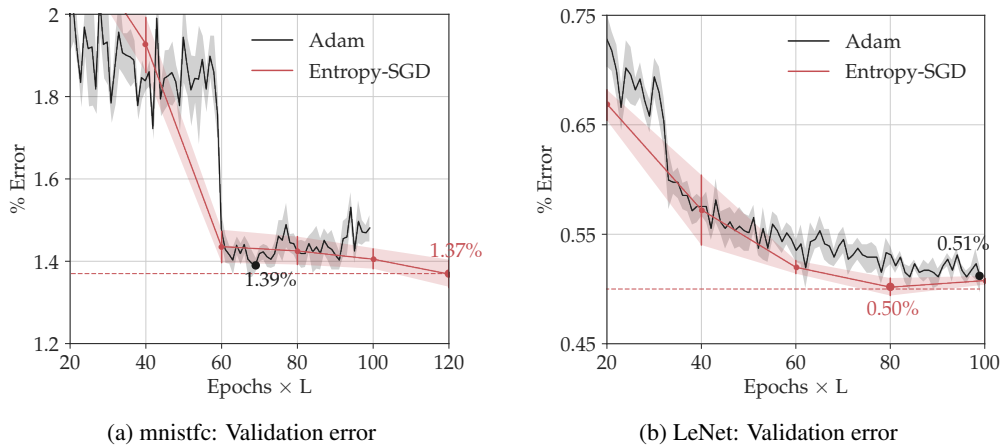 2
1.8
1.6
1.4
1.2
% Error
20
40
60
80
100
120
Epochs × L
Adam
Entropy-SGD
1.39%
1.37%
(a) mnistfc: Validation error
0.75
0.65
0.55
0.45
% Error
20
40
60
80
100
Epochs × L
Adam
Entropy-SGD
0.51%
0.50%
(b) LeNet: Validation error